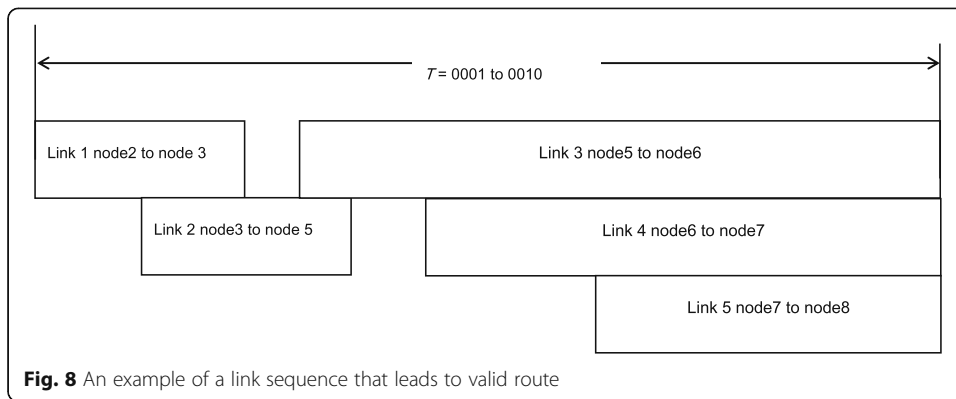 T = 0001 to 0010
Link 1 node2 to node 3
Link 3 node5 to node6
Link 2 node3 to node 5
Link 4 node6 to node7
Link 5 node7 to node8
Fig. 8 An example of a link sequence that leads to valid route